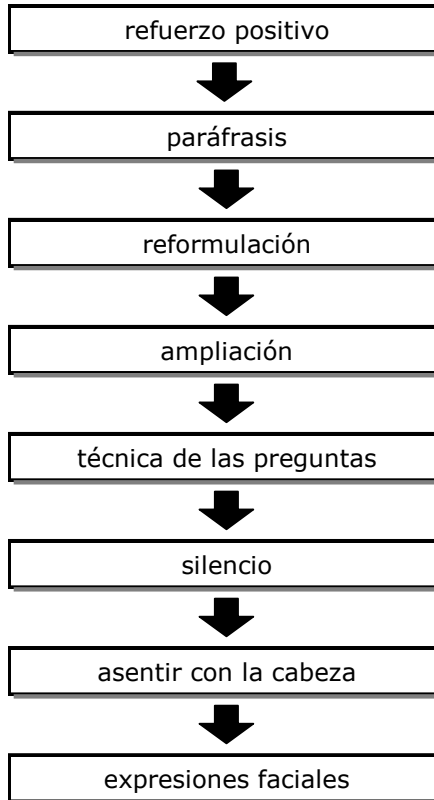 refuerzo positivo
paráfrasis
reformulación
ampliación
técnica de las preguntas
silencio
asentir con la cabeza
expresiones faciales